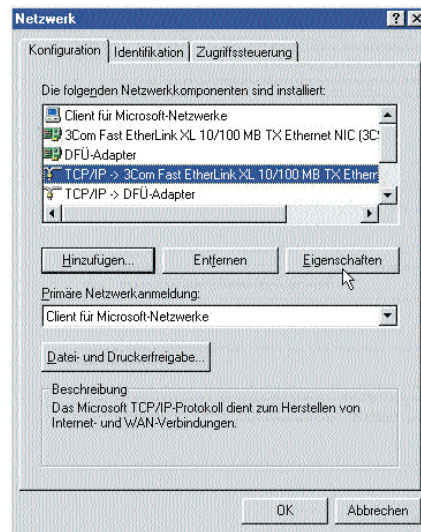 Netzwerk
Konfiguration
Identifikation
Zugriffssteuerung
Die folgenden Netzwerkkomponenten sind installiert:
Client für Microsoft-Netzwerke
3Com Fast EtherLink XL 10/100 MB TX Ethernet NIC (3C
DFÜ-Adapter
TCP/IP -> 3Com Fast EtherLink XL 10/100 MB TX Ethern
TCP/IP -> DFÜ-Adapter
Hinzufügen...
Entfernen
Eigenschaften
Primäre Netzwerkanmeldung:
Client für Microsoft-Netzwerke
Datei- und Druckerfreigabe...
Beschreibung
Das Microsoft TCP/IP-Protokoll dient zum Herstellen von
Internet- und WAN-Verbindungen.
OK
Abbrechen